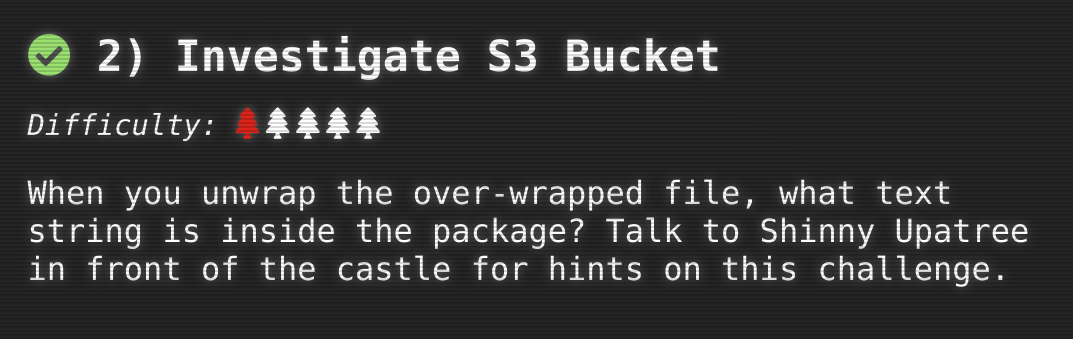 2) Investigate S3 Bucket
Difficulty:
When you unwrap the over-wrapped file, what text
string is inside the package? Talk to Shinny Upatree
in front of the castle for hints on this challenge.